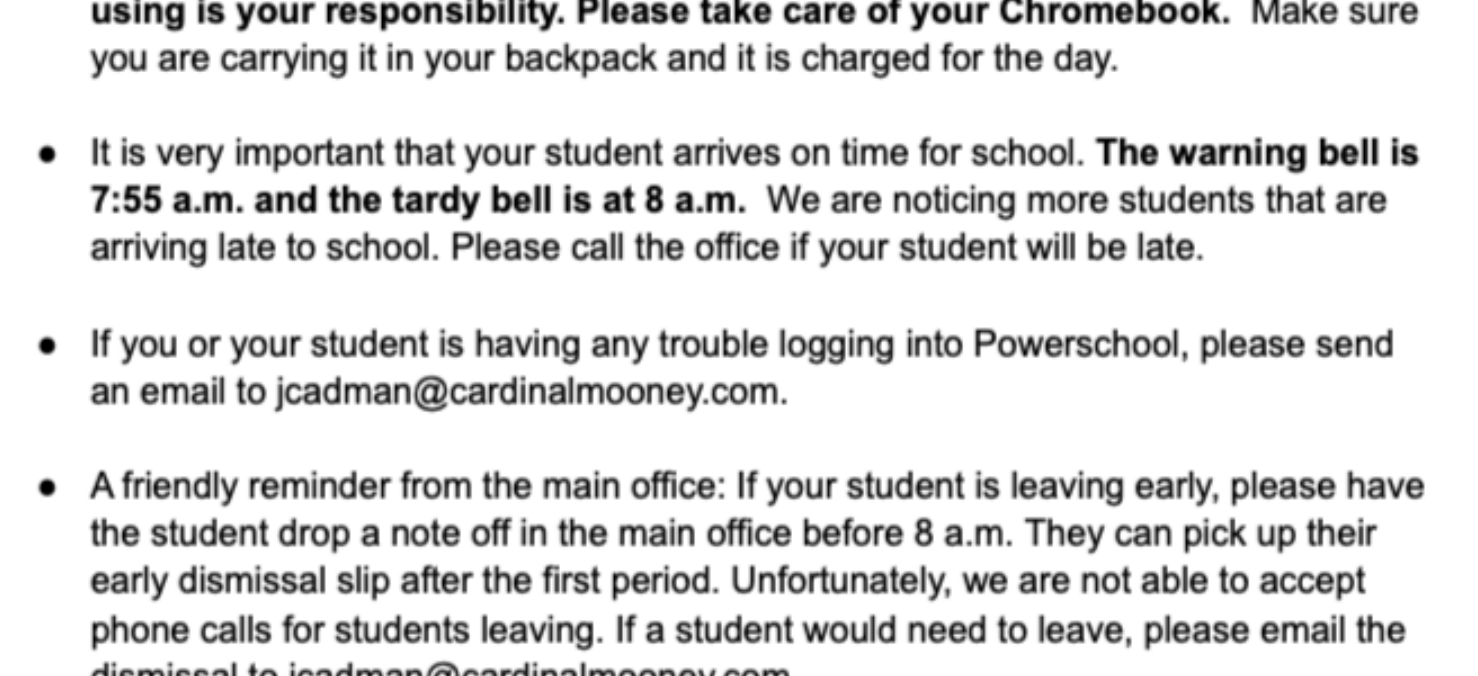 using is your responsibility. Please take care of your Chromebook. Make sure
you are carrying it in your backpack and it is charged for the day.
● It is very important that your student arrives on time for school. The warning bell is
7:55 a.m. and the tardy bell is at 8 a.m. We are noticing more students that are
arriving late to school. Please call the office if your student will be late.
● If you or your student is having any trouble logging into Powerschool, please send
an email to jcadman@cardinalmooney.com.
● A friendly reminder from the main office: If your student is leaving early, please have
the student drop a note off in the main office before 8 a.m. They can pick up their
early dismissal slip after the first period. Unfortunately, we are not able to accept
phone calls for students leaving. If a student would need to leave, please email the
dismissal to jcadman@cardinalmooney.com